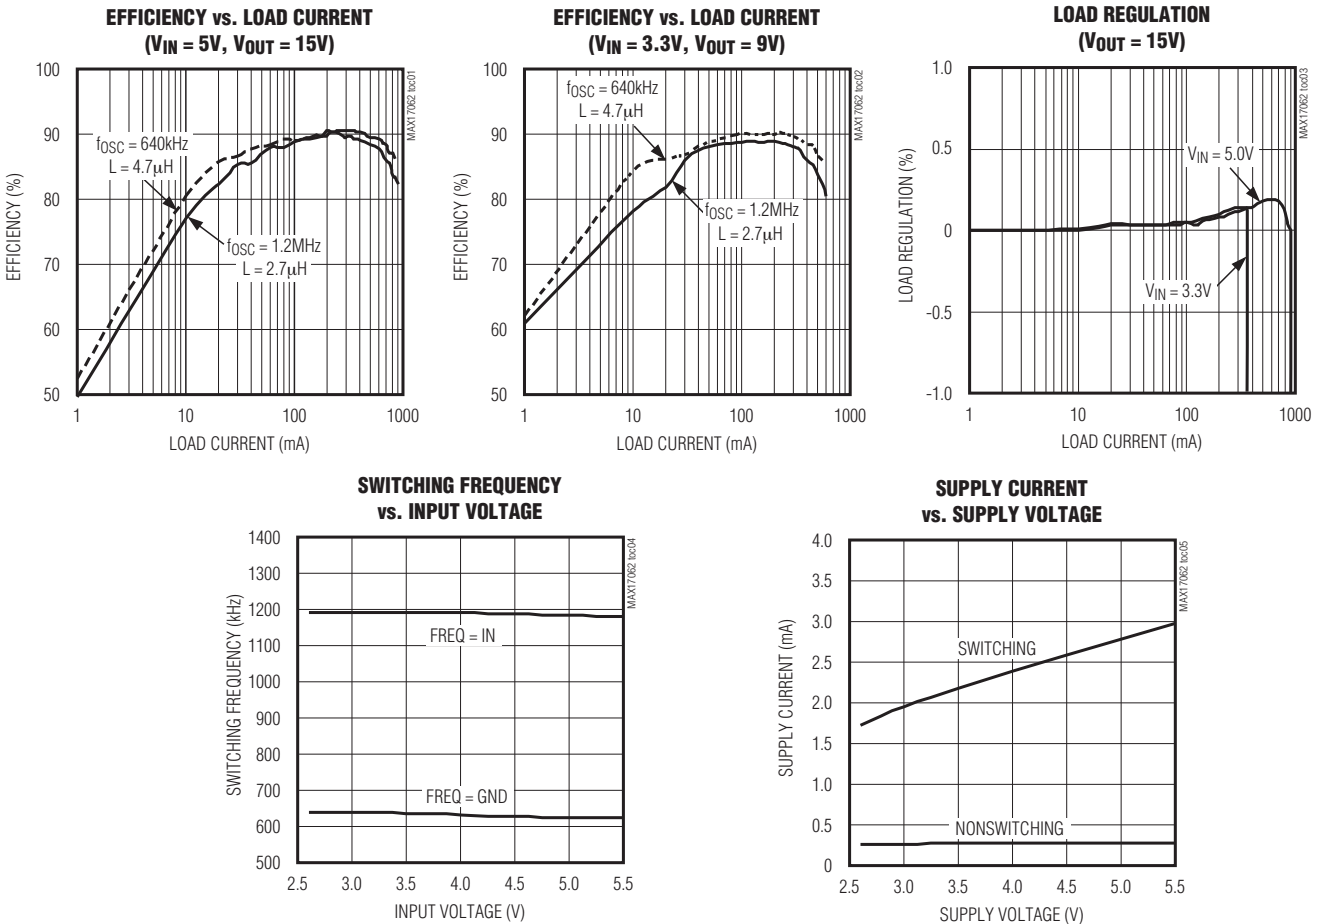 EFFICIENCY vs. LOAD CURRENT
(VIN = 5V, VOUT = 15V)
100
90
80
70
60
50
EFFICIENCY (%)
fOSC = 640kHz
L = 4.7μH
fOSC = 1.2MHz
L = 2.7μH
MAX17062 toc01
1
10
100
1000
LOAD CURRENT (mA)
EFFICIENCY vs. LOAD CURRENT
(VIN = 3.3V, VOUT = 9V)
100
90
80
70
60
50
EFFICIENCY (%)
fOSC = 640kHz
L = 4.7μH
fOSC = 1.2MHz
L = 2.7μH
MAX17062 toc02
1
10
100
1000
LOAD CURRENT (mA)
LOAD REGULATION
(VOUT = 15V)
1.0
0.5
0
-0.5
-1.0
LOAD REGULATION (%)
VIN = 5.0V
VIN = 3.3V
MAX17062 toc03
1
10
100
1000
LOAD CURRENT (mA)
SWITCHING FREQUENCY
vs. INPUT VOLTAGE
1400
1300
1200
1100
1000
900
800
700
600
500
SWITCHING FREQUENCY (kHz)
FREQ = IN
FREQ = GND
MAX17062 toc04
2.5
3.0
3.5
4.0
4.5
5.0
5.5
INPUT VOLTAGE (V)
SUPPLY CURRENT
vs. SUPPLY VOLTAGE
4.0
3.5
3.0
2.5
2.0
1.5
1.0
0.5
0
SUPPLY CURRENT (mA)
SWITCHING
NONSWITCHING
MAX17062 toc05
2.5
3.0
3.5
4.0
4.5
5.0
5.5
SUPPLY VOLTAGE (V)